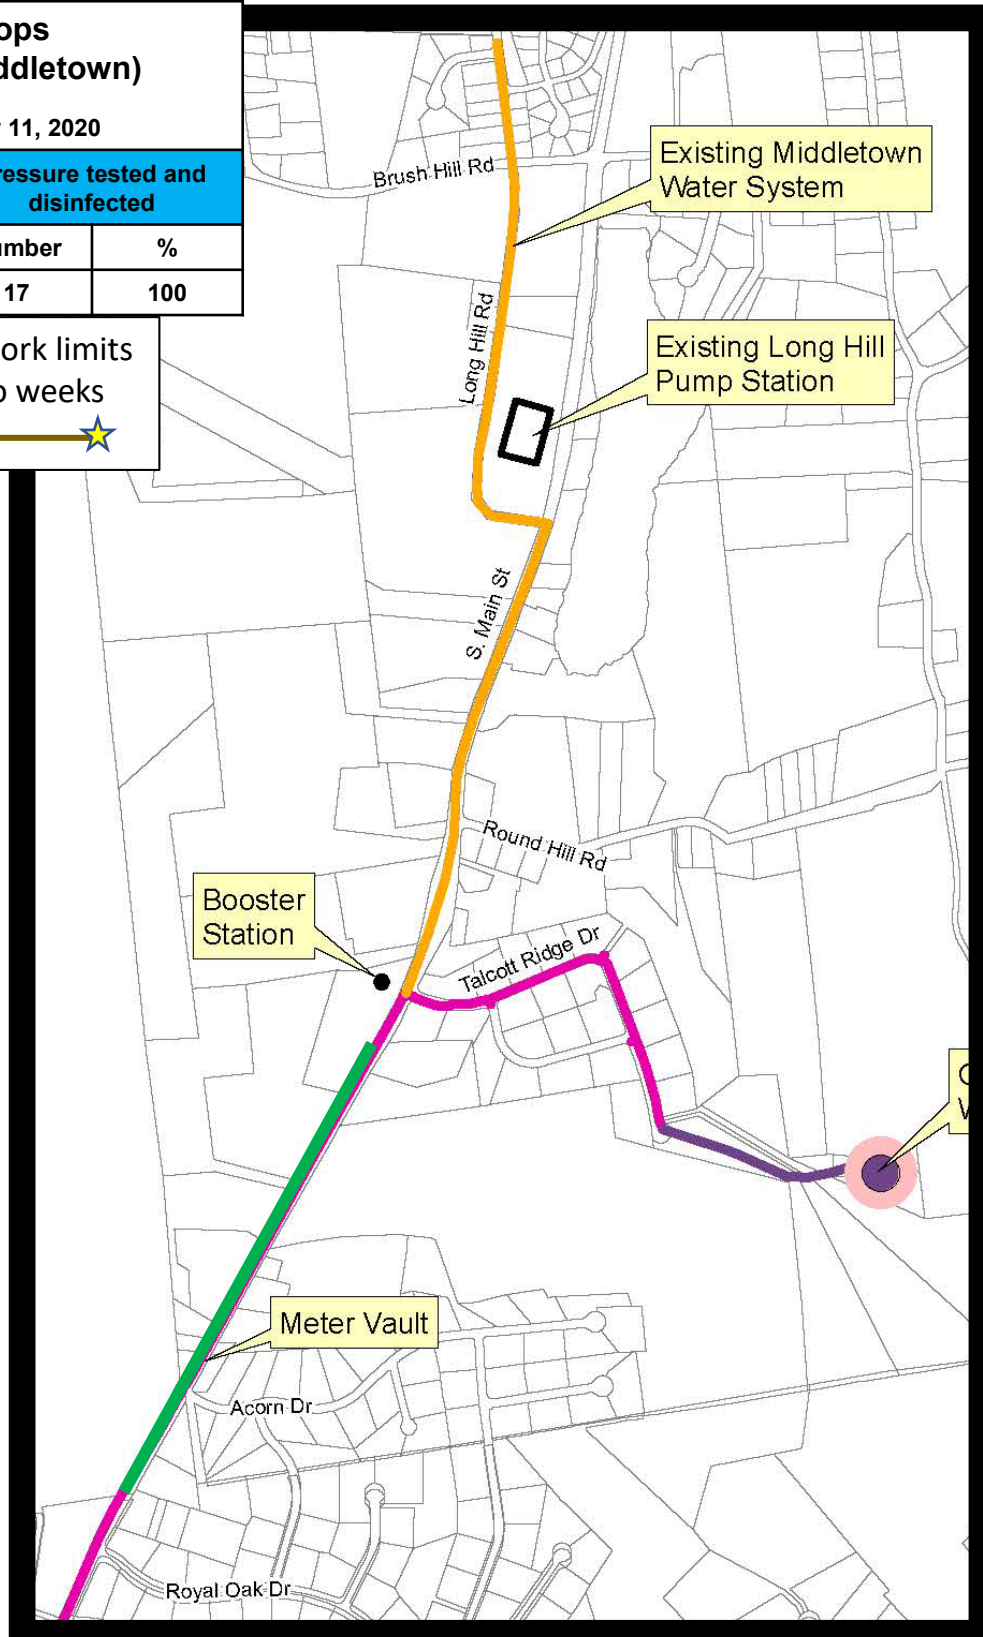 ops
ddletown)
11, 2020
ressure tested and
disinfected
umber
%
17
100
ork limits
o weeks
Brush Hill Rd
Existing Middletown
Water System
Long Hill Rd
Existing Long Hill
Pump Station
S. Main St
Round Hill Rd
Booster
Station
Talcott Ridge Dr
Meter Vault
Acorn Dr
Royal Oak Dr